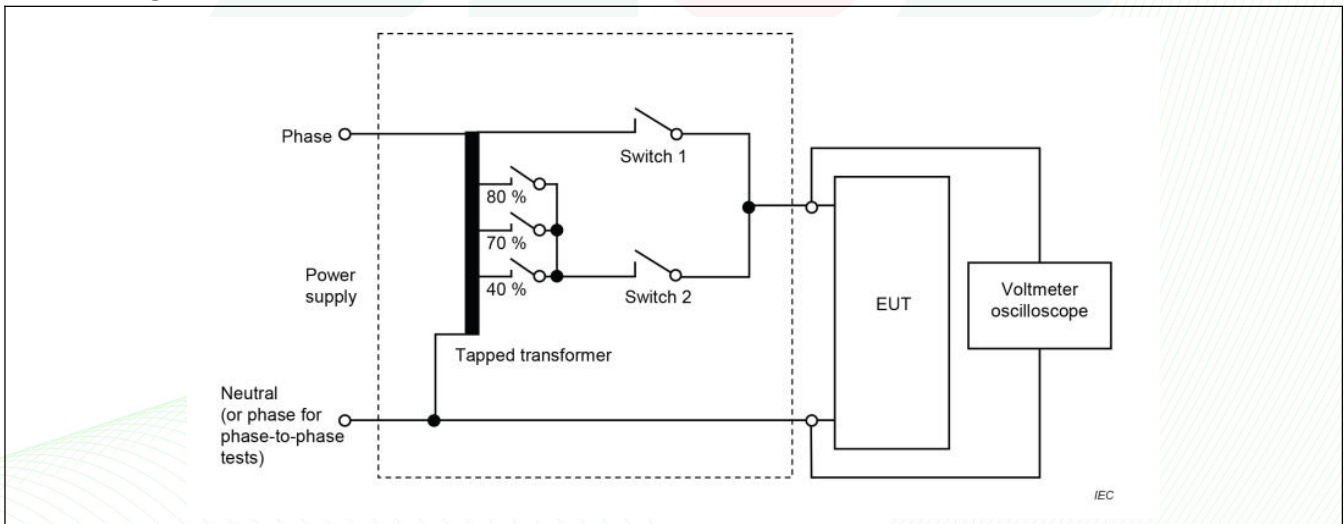 Phase
Switch 1
80 %
70 %
40 %
Power
supply
Switch 2
Tapped transformer
EUT
Voltmeter
oscilloscope
Neutral
(or phase for
phase-to-phase
tests)
IEC